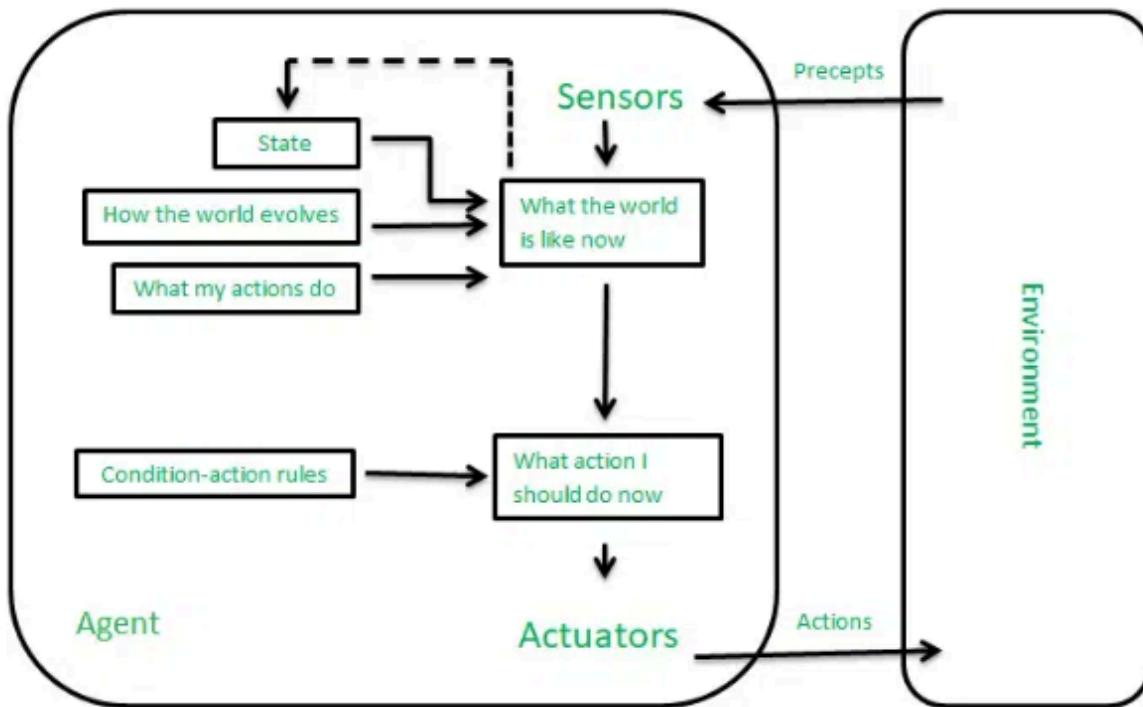 Precepts
Sensors
State
How the world evolves
What the world
is like now
What my actions do
Environment
Condition-action rules
What action I
should do now
Agent
Actuators
Actions